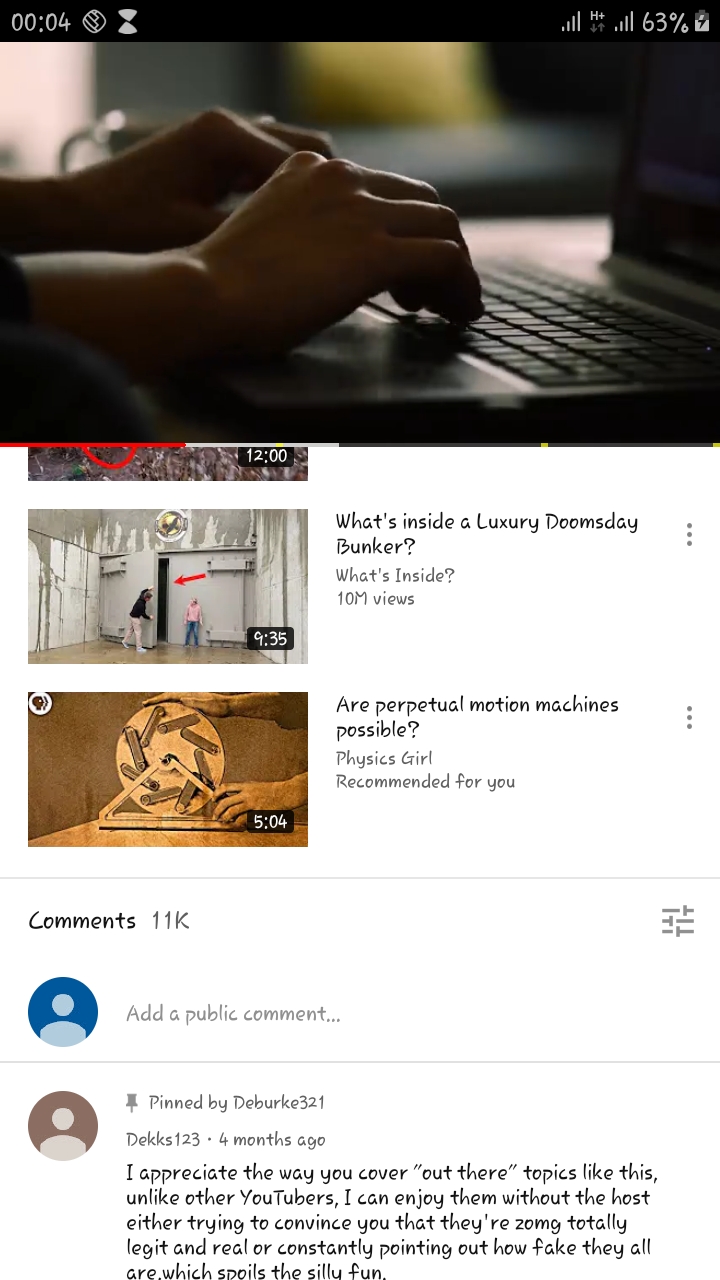 00:04 H+ 63%
12:00
What's inside a Luxury Doomsday
Bunker?
What's Inside?
10M views
9:35
Are perpetual motion machines
possible?
Physics Girl
Recommended for you
5:04
Comments 11K
Add a public comment...
Pinned by Deburke321
Dekks123 · 4 months ago
I appreciate the way you cover "out there" topics like this,
unlike other YouTubers, I can enjoy them without the host
either trying to convince you that they're zomg totally
legit and real or constantly pointing out how fake they all
are,which spoils the silly fun.